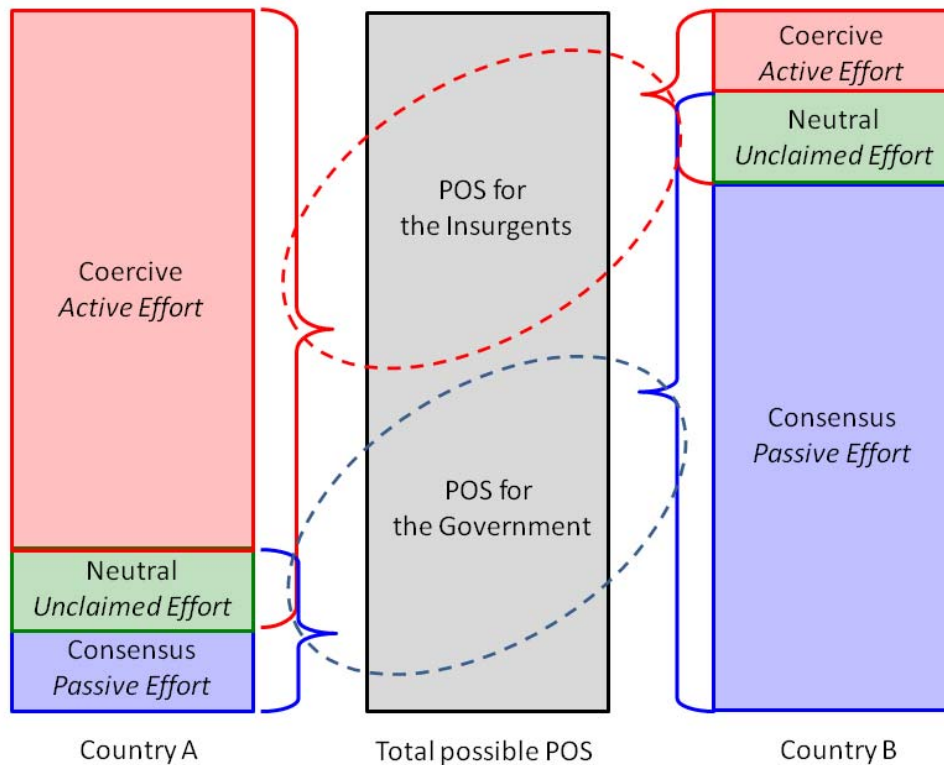 Coercive
Active Effort
Neutral
Unclaimed Effort
Consensus
Passive Effort
Country A
POS for
the Insurgents
POS for
the Government
Total possible POS
Coercive
Active Effort
Neutral
Unclaimed Effort
Consensus
Passive Effort
Country B